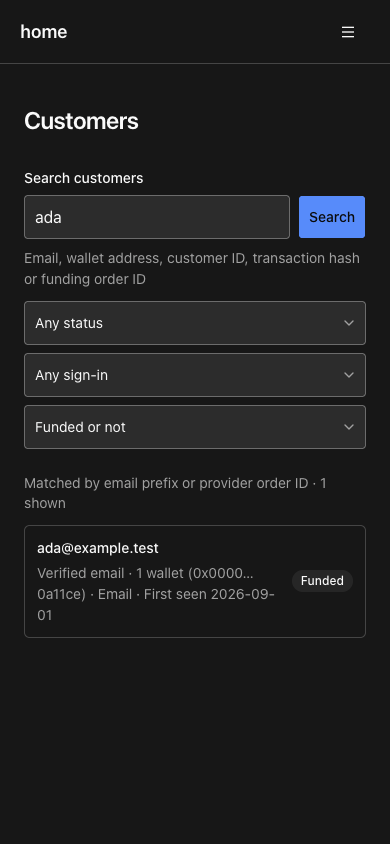 home
Customers
Search customers
ada
Search
Email, wallet address, customer ID, transaction hash
or funding order ID
Any status
Any sign-in
Funded or not
Matched by email prefix or provider order ID · 1
shown
ada@example.test
Verified email · 1 wallet (0x0000…
0a11ce) · Email · First seen 2026-09-
01
Funded